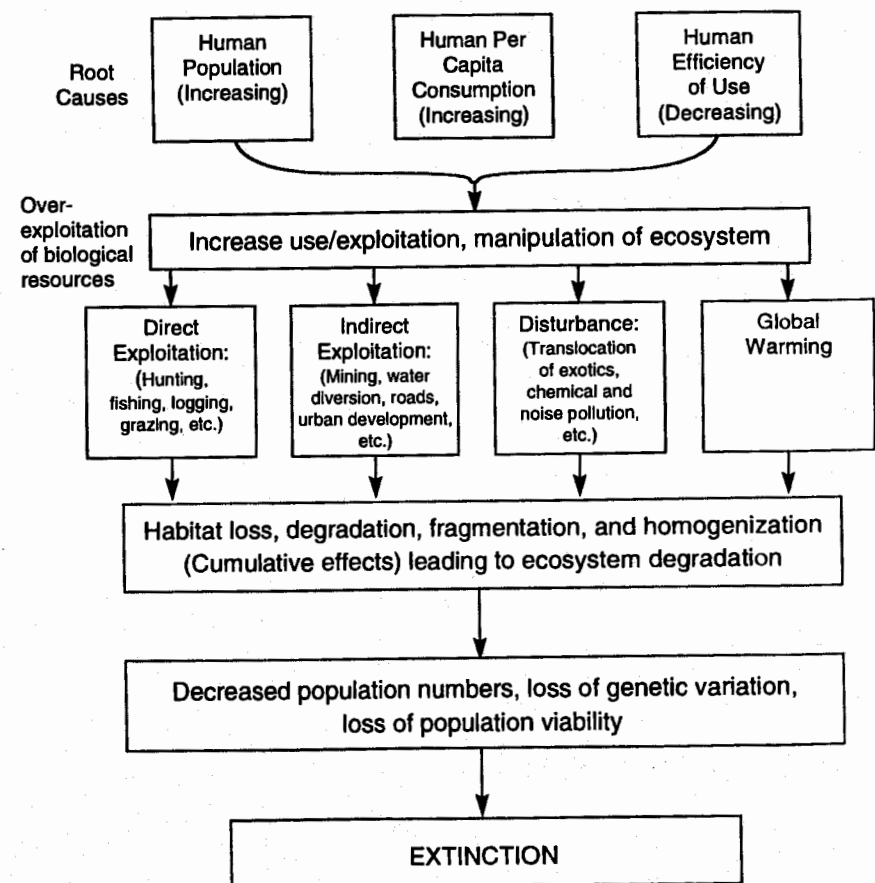 Root
Causes
Human
Population
(Increasing)
Human Per
Capita
Consumption
(Increasing)
Human
Efficiency
of Use
(Decreasing)
Over-
exploitation
of biological
resources
Increase use/exploitation, manipulation of ecosystem
Direct
Exploitation:
(Hunting,
fishing, logging,
grazing, etc.)
Indirect
Exploitation:
(Mining, water
diversion, roads,
urban development,
etc.)
Disturbance:
(Translocation
of exotics,
chemical and
noise pollution,
etc.)
Global
Warming
Habitat loss, degradation, fragmentation, and homogenization
(Cumulative effects) leading to ecosystem degradation
Decreased population numbers, loss of genetic variation,
loss of population viability
EXTINCTION